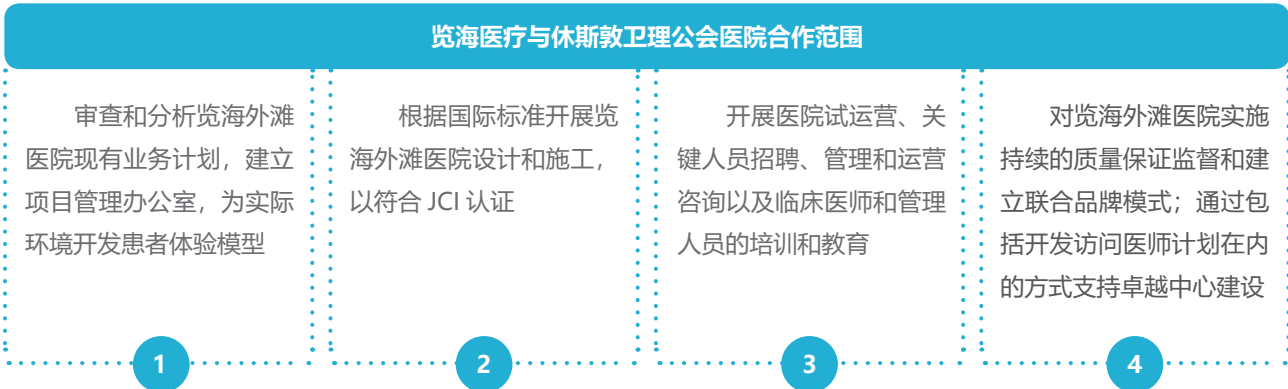 览海医疗与休斯敦卫理公会医院合作范围
审查和分析览海外滩
医院现有业务计划，建立
项目管理办公室，为实际
环境开发患者体验模型
1
根据国际标准开展览
海外滩医院设计和施工，
以符合 JCI 认证
2
开展医院试运营、关
键人员招聘、管理和运营
咨询以及临床医师和管理
人员的培训和教育
3
对览海外滩医院实施
持续的质量保证监督和建
立联合品牌模式；通过包
括开发访问医师计划在内
的方式支持卓越中心建设
4